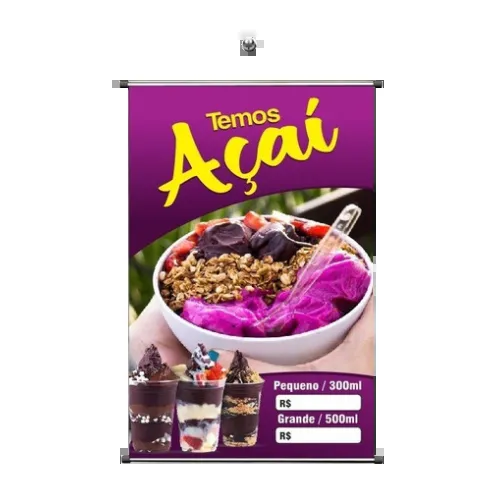 Temos
Açaí
Pequeno / 300ml
R$
Grande / 500ml
R$